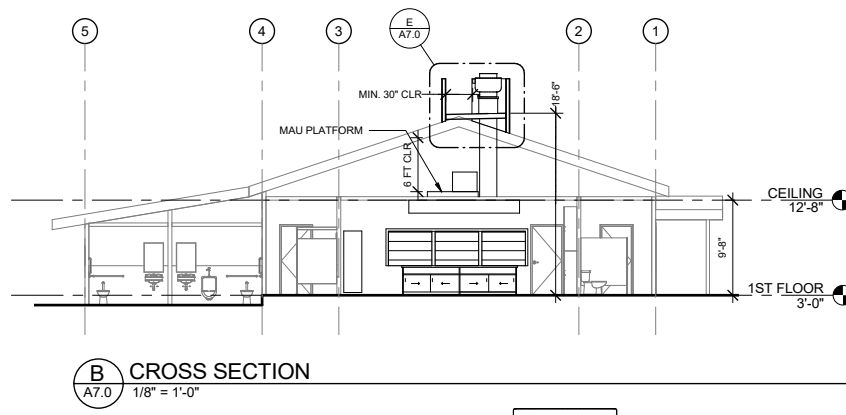 5
4
3
E
A7.0
2
1
MIN. 30" CLR
18'-6"
MAU PLATFORM
6 FT CLR
CEILING
12'-8"
9'-8"
1ST FLOOR
3'-0"
B
A7.0
CROSS SECTION
1/8" = 1'-0"